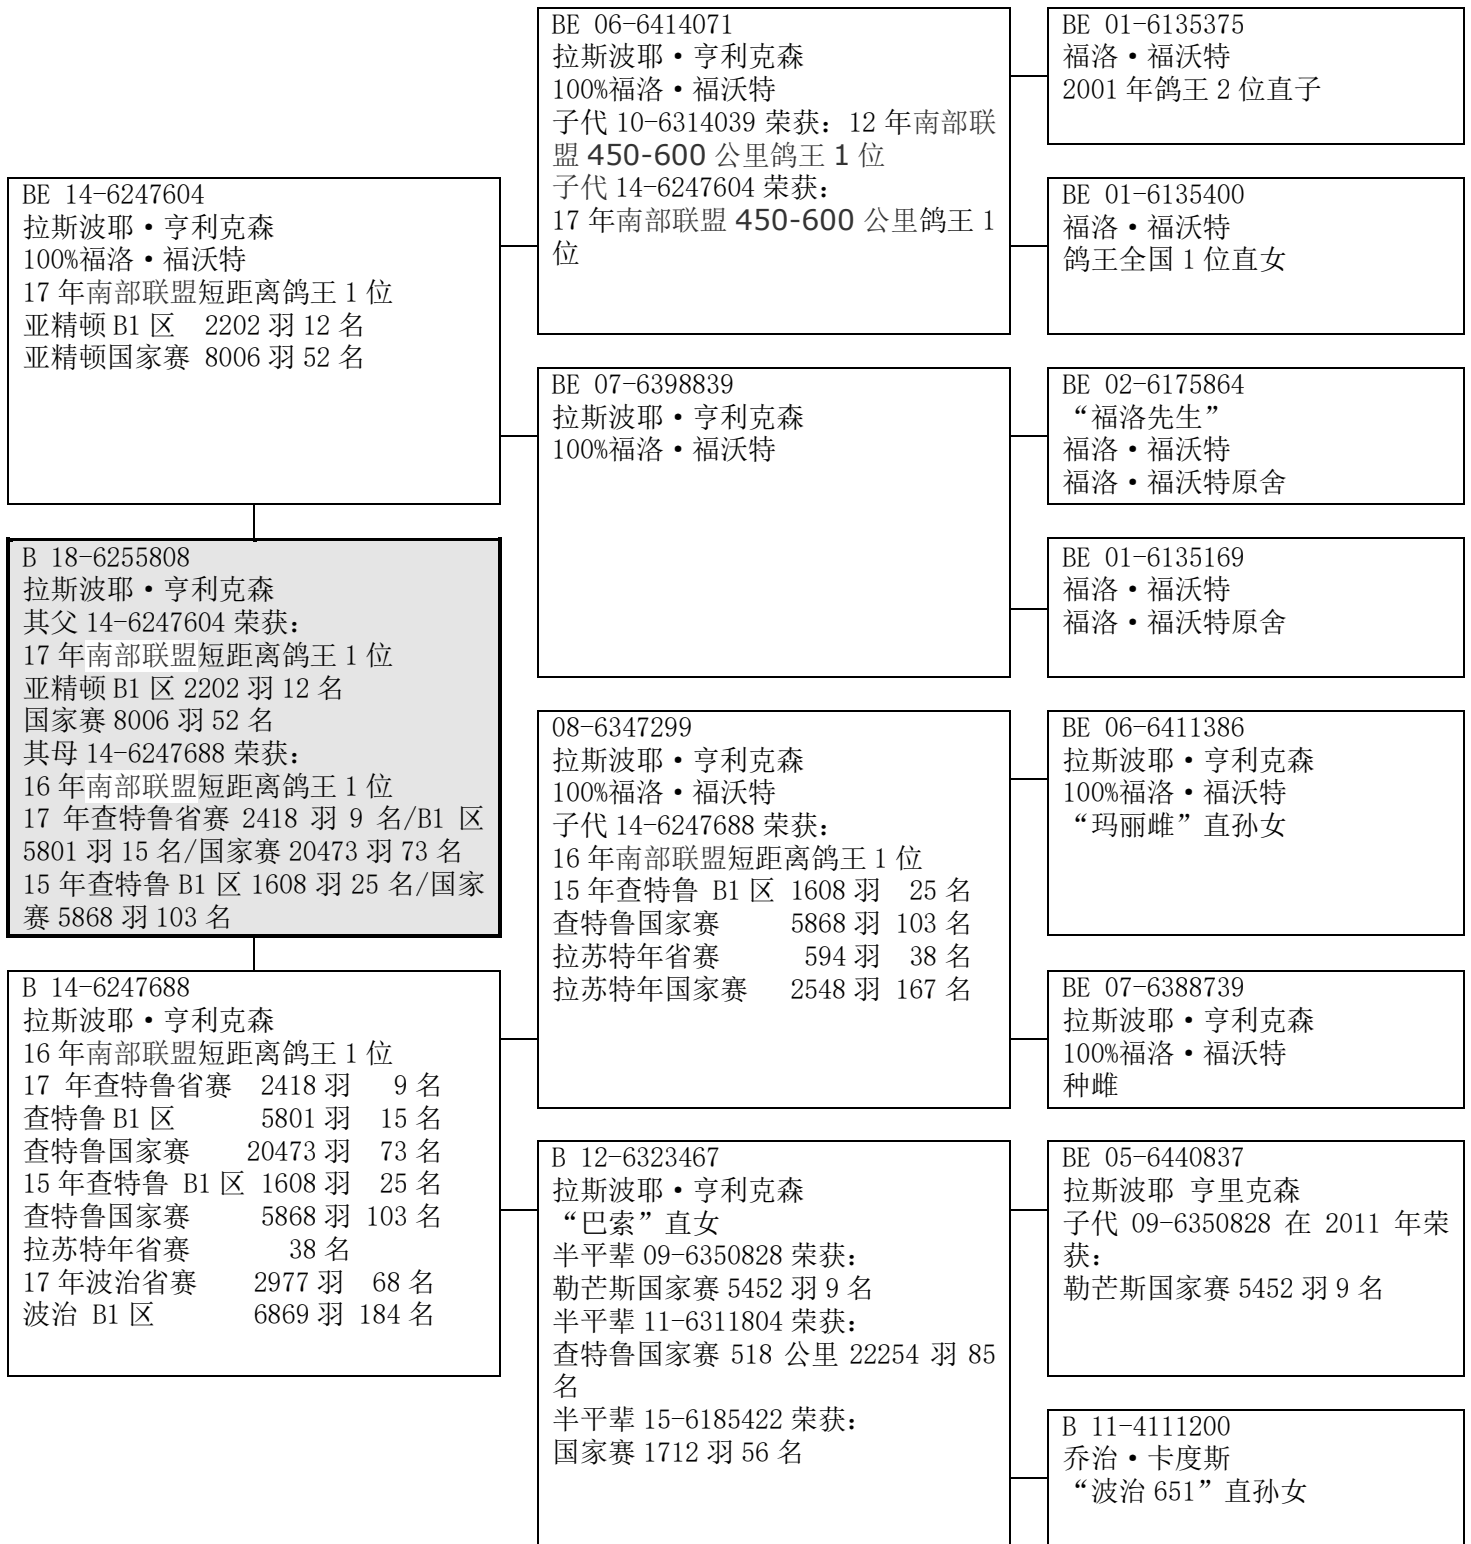 BE 14-6247604
拉斯波耶·亨利克森
100%福洛·福沃特
17 年南部联盟短距离鸽王 1 位
亚精顿 B1 区 2202 羽 12 名
亚精顿国家赛 8006 羽 52 名
B 18-6255808
拉斯波耶·亨利克森
其父 14-6247604 荣获：
17 年南部联盟短距离鸽王 1 位
亚精顿 B1 区 2202 羽 12 名
国家赛 8006 羽 52 名
其母 14-6247688 荣获：
16 年南部联盟短距离鸽王 1 位
17 年查特鲁省赛 2418 羽 9 名/B1 区
5801 羽 15 名/国家赛 20473 羽 73 名
15 年查特鲁 B1 区 1608 羽 25 名/国家
赛 5868 羽 103 名
B 14-6247688
拉斯波耶·亨利克森
16 年南部联盟短距离鸽王 1 位
17 年查特鲁省赛 2418 羽 9 名
查特鲁 B1 区 5801 羽 15 名
查特鲁国家赛 20473 羽 73 名
15 年查特鲁 B1 区 1608 羽 25 名
查特鲁国家赛 5868 羽 103 名
拉苏特年省赛 38 名
17 年波治省赛 2977 羽 68 名
波治 B1 区 6869 羽 184 名
BE 06-6414071
拉斯波耶·亨利克森
100%福洛·福沃特
子代 10-6314039 荣获：12 年南部联
盟 450-600 公里鸽王 1 位
子代 14-6247604 荣获：
17 年南部联盟 450-600 公里鸽王 1
位
BE 07-6398839
拉斯波耶·亨利克森
100%福洛·福沃特
08-6347299
拉斯波耶·亨利克森
100%福洛·福沃特
子代 14-6247688 荣获：
16 年南部联盟短距离鸽王 1 位
15 年查特鲁 B1 区 1608 羽 25 名
查特鲁国家赛 5868 羽 103 名
拉苏特年省赛 594 羽 38 名
拉苏特年国家赛 2548 羽 167 名
B 12-6323467
拉斯波耶·亨利克森
“巴索”直女
半平辈 09-6350828 荣获：
勒芒斯国家赛 5452 羽 9 名
半平辈 11-6311804 荣获：
查特鲁国家赛 518 公里 22254 羽 85
名
半平辈 15-6185422 荣获：
国家赛 1712 羽 56 名
BE 01-6135375
福洛·福沃特
2001 年鸽王 2 位直子
BE 01-6135400
福洛·福沃特
鸽王全国 1 位直女
BE 02-6175864
“福洛先生”
福洛·福沃特
福洛·福沃特原舍
BE 01-6135169
福洛·福沃特
福洛·福沃特原舍
BE 06-6411386
拉斯波耶·亨利克森
100%福洛·福沃特
“玛丽雌”直孙女
BE 07-6388739
拉斯波耶·亨利克森
100%福洛·福沃特
种雌
BE 05-6440837
拉斯波耶 亨里克森
子代 09-6350828 在 2011 年荣
获：
勒芒斯国家赛 5452 羽 9 名
B 11-4111200
乔治·卡度斯
“波治 651”直孙女